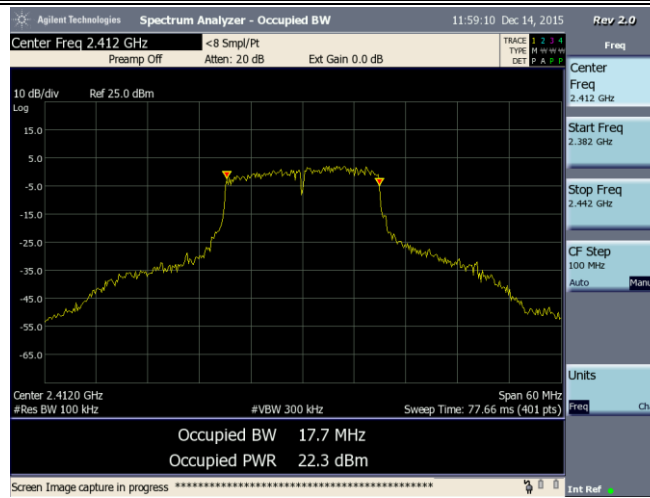 Agilent Technologies Spectrum Analyzer - Occupied BW 11:59:10 Dec 14, 2015 Rev 2.0
Center Freq 2.412 GHz <8 Smpl/Pt TRACE 1 2 3 4
TYPE M W W W
Preamp Off Atten: 20 dB Ext Gain 0.0 dB DET P A P P
Freq
Center
Freq
2.412 GHz
10 dB/div Ref 25.0 dBm
Log
15.0
5.0
-5.0
-15.0
-25.0
-35.0
-45.0
-55.0
-65.0
Start Freq
2.382 GHz
Stop Freq
2.442 GHz
CF Step
100 MHz
Auto Manu
Units
Freq Ch
Center 2.4120 GHz Span 60 MHz
#Res BW 100 kHz #VBW 300 kHz Sweep Time: 77.66 ms (401 pts)
Occupied BW 17.7 MHz
Occupied PWR 22.3 dBm
Screen Image capture in progress ******************************************** Int Ref